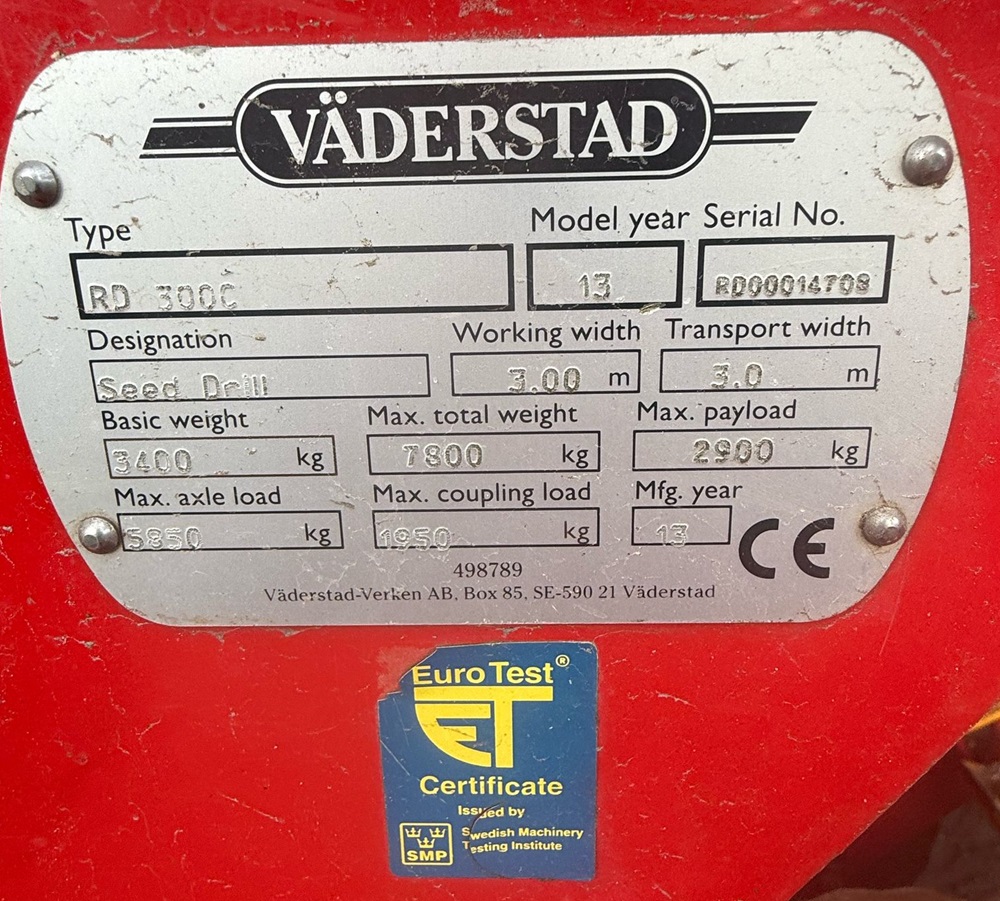 VÄDERSTAD
Type Model year Serial No.
RD 300C 13 RD00014708
Designation Working width Transport width
Seed Drill 3.00 m 3.0 m
Basic weight Max. total weight Max. payload
3400 kg 7800 kg 2900 kg
Max. axle load Max. coupling load Mfg. year
5850 kg 1950 kg 13
CE
498789
Väderstad-Verken AB, Box 85, SE-590 21 Väderstad
Euro Test®
ET
Certificate
Issued by
Swedish Machinery
Testing Institute
SMP